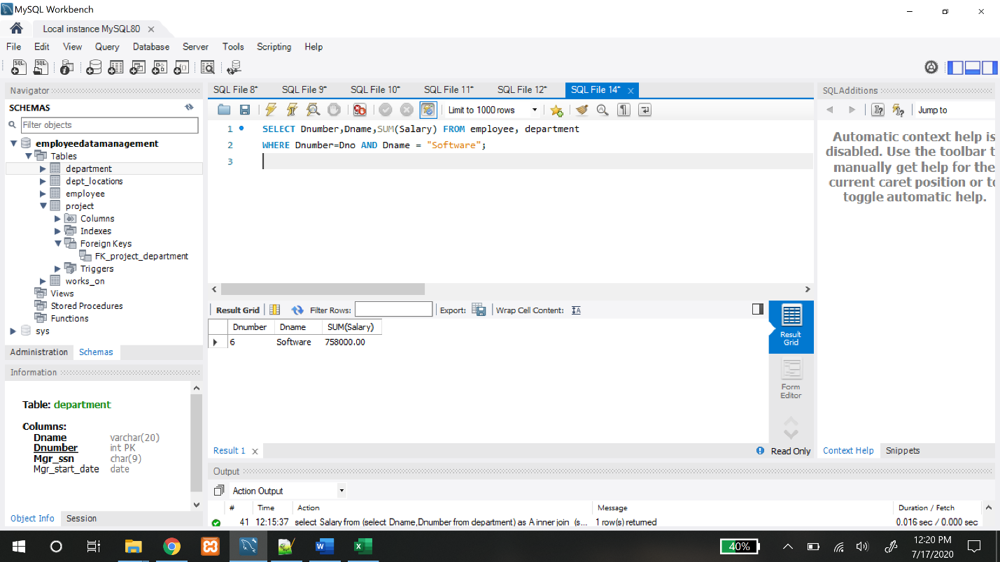 MySQL Workbench
Local instance MySQL80
File Edit View Query Database Server Tools Scripting Help
Navigator
SCHEMAS
Filter objects
employeedatamanagement
Tables
department
dept_locations
employee
project
Columns
Indexes
Foreign Keys
FK_project_department
Triggers
works_on
Views
Stored Procedures
Functions
sys
Administration Schemas
Information
Table: department
Columns:
Dname varchar(20)
Dnumber int PK
Mgr_ssn char(9)
Mgr_start_date date
Object Info Session
SQL File 8* SQL File 9* SQL File 10* SQL File 11* SQL File 12* SQL File 14*
Limit to 1000 rows
1 SELECT Dnumber,Dname,SUM(Salary) FROM employee, department
2 WHERE Dnumber=Dno AND Dname = "Software";
3
Result Grid Filter Rows: Export: Wrap Cell Content:
Dnumber Dname SUM(Salary)
6 Software 758000.00
Result
Grid
Form
Editor
Result 1 Read Only
SQLAdditions
Jump to
Automatic context help is
disabled. Use the toolbar t
manually get help for the
current caret position or to
toggle automatic help.
Context Help Snippets
Output
Action Output
# Time Action Message Duration / Fetch
41 12:15:37 select Salary from (select Dname,Dnumber from department) as A inner join (s... 1 row(s) returned 0.016 sec / 0.000 sec
40%
12:20 PM
7/17/2020